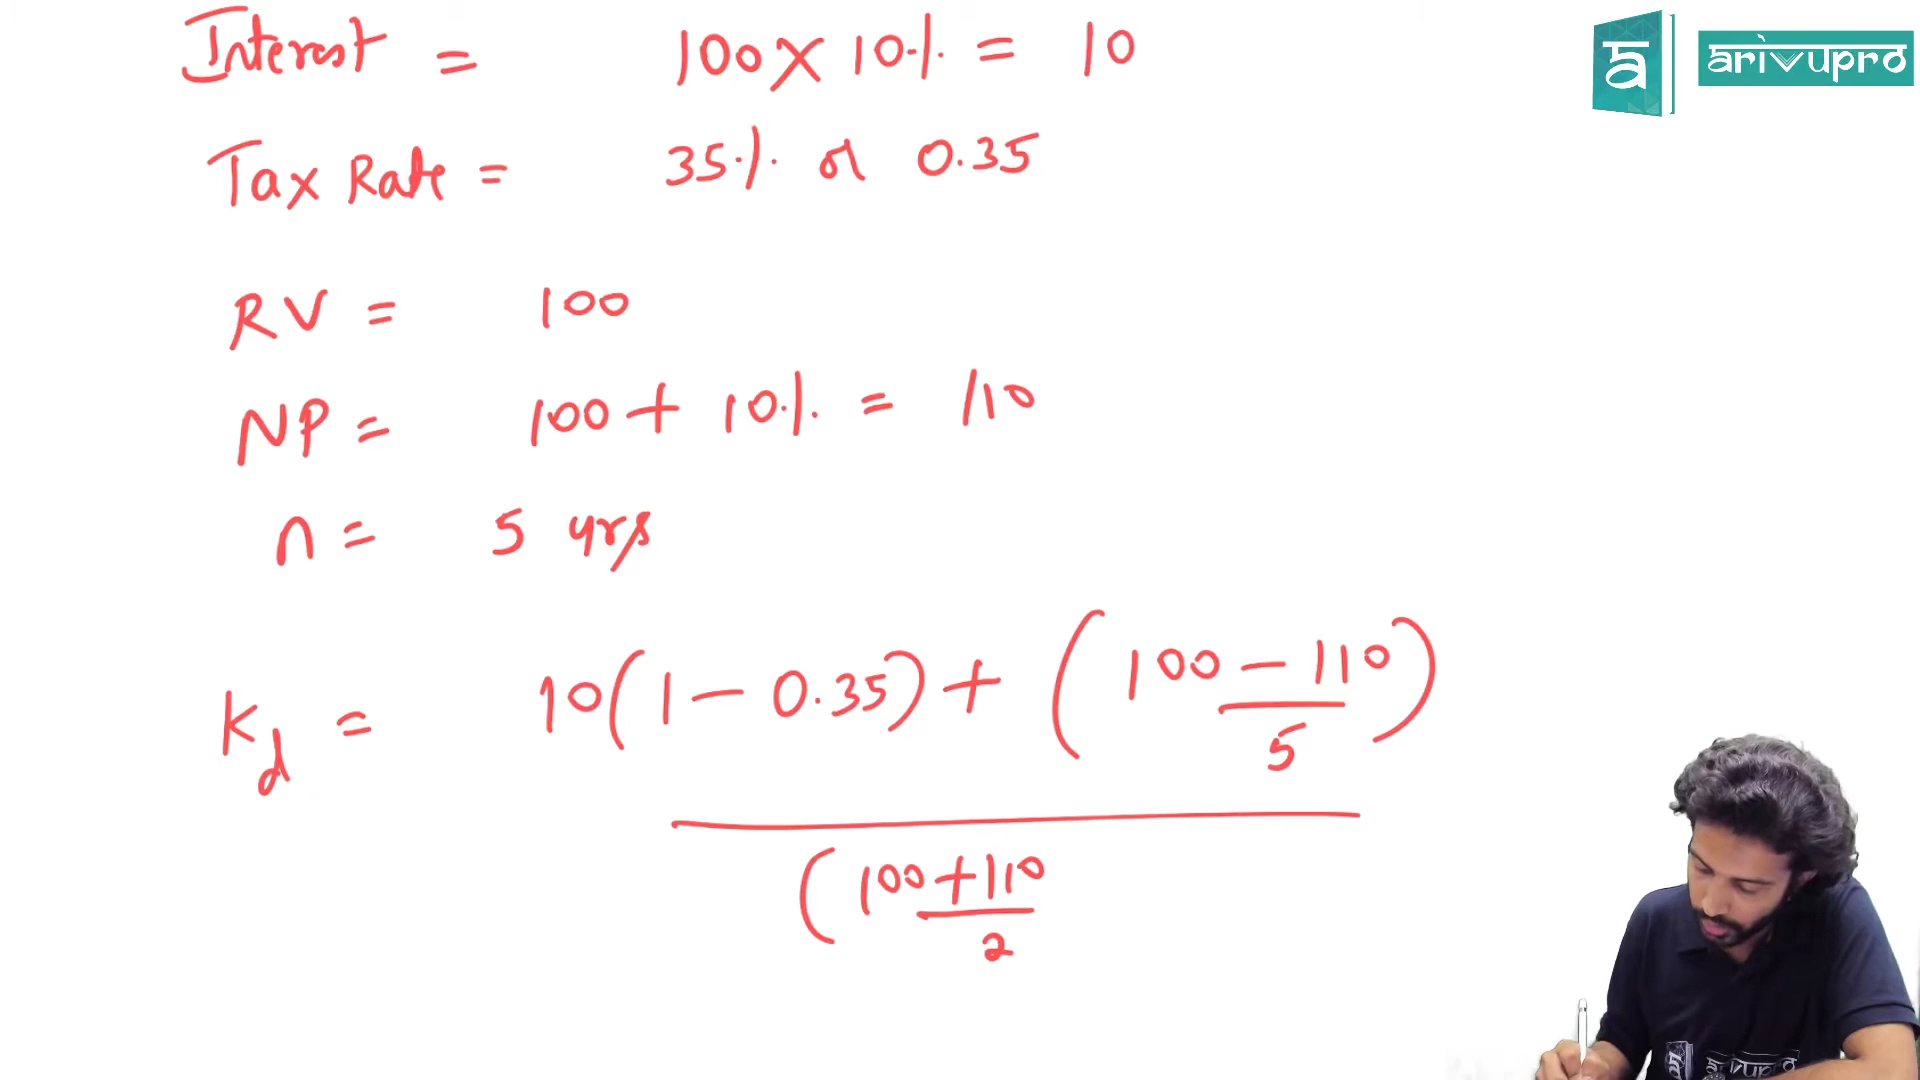 Interest = 100 × 10% = 10
a arivupro
Tax Rate = 35% or 0.35
RV = 100
NP = 100 + 10% = 110
n = 5 yrs
Kd = 10(1 − 0.35) + (100 − 110)
5
(100 + 110
2